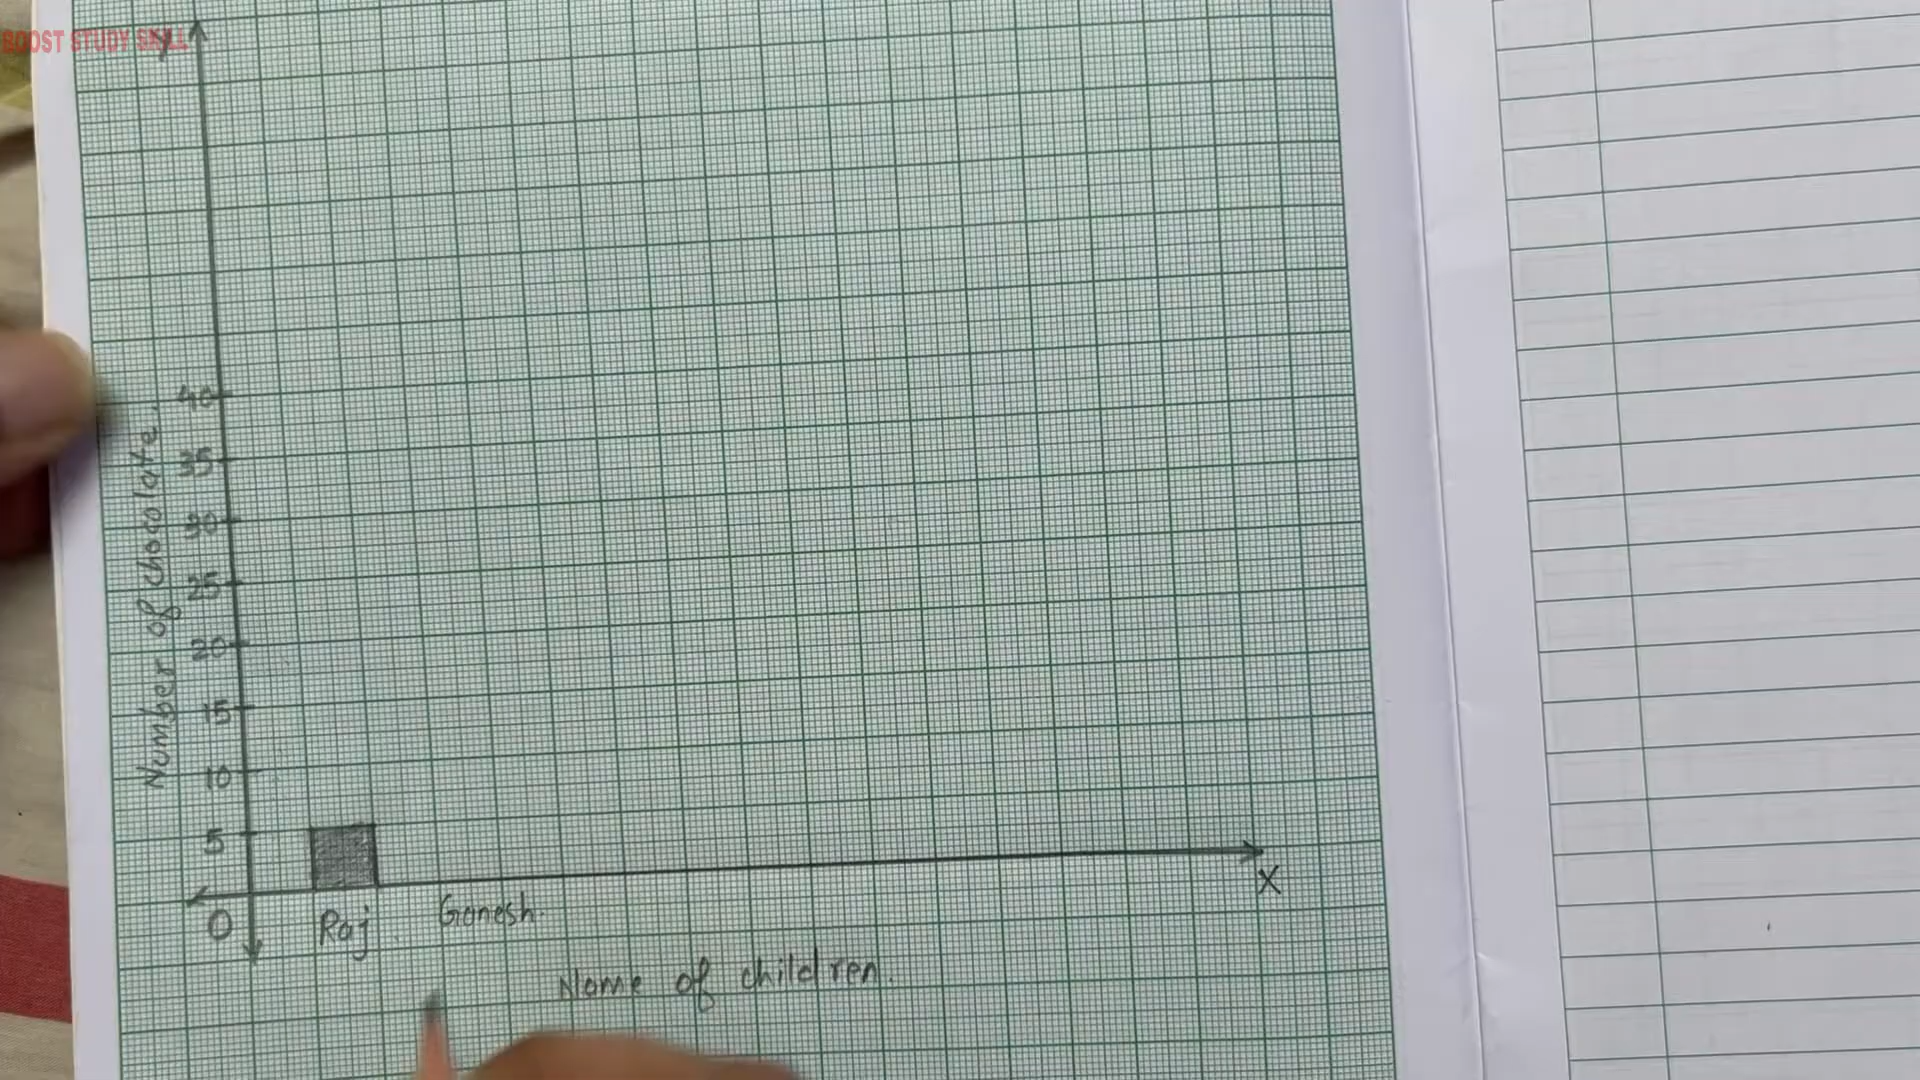 BOOST STUDY SKILL
Y
Number of chocolate.
40
35
30
25
20
15
10
5
O
Raj
Ganesh.
X
Name of children.